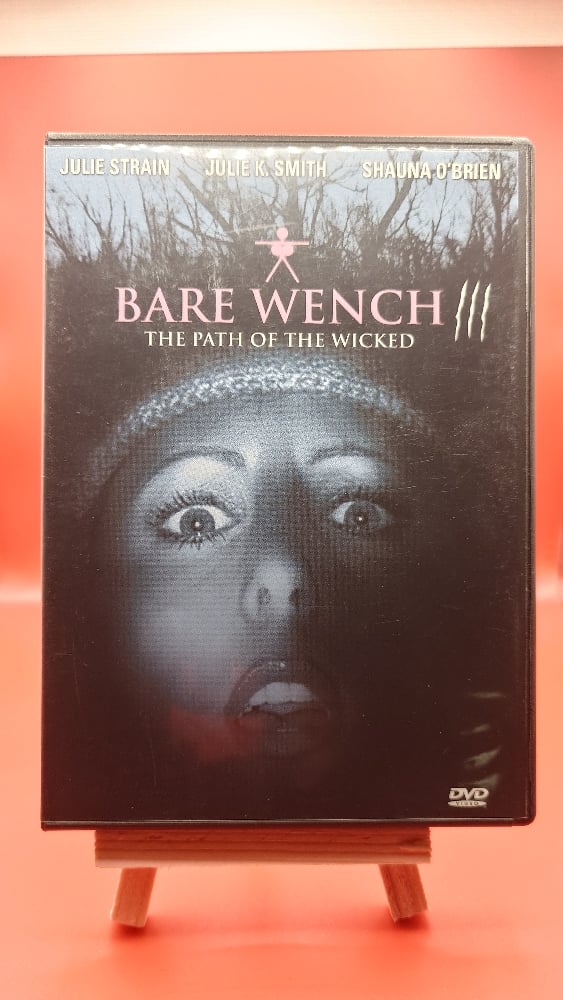 JULIE STRAIN JULIE K. SMITH SHAUNA O'BRIEN
BARE WENCH III
THE PATH OF THE WICKED
DVD
VIDEO